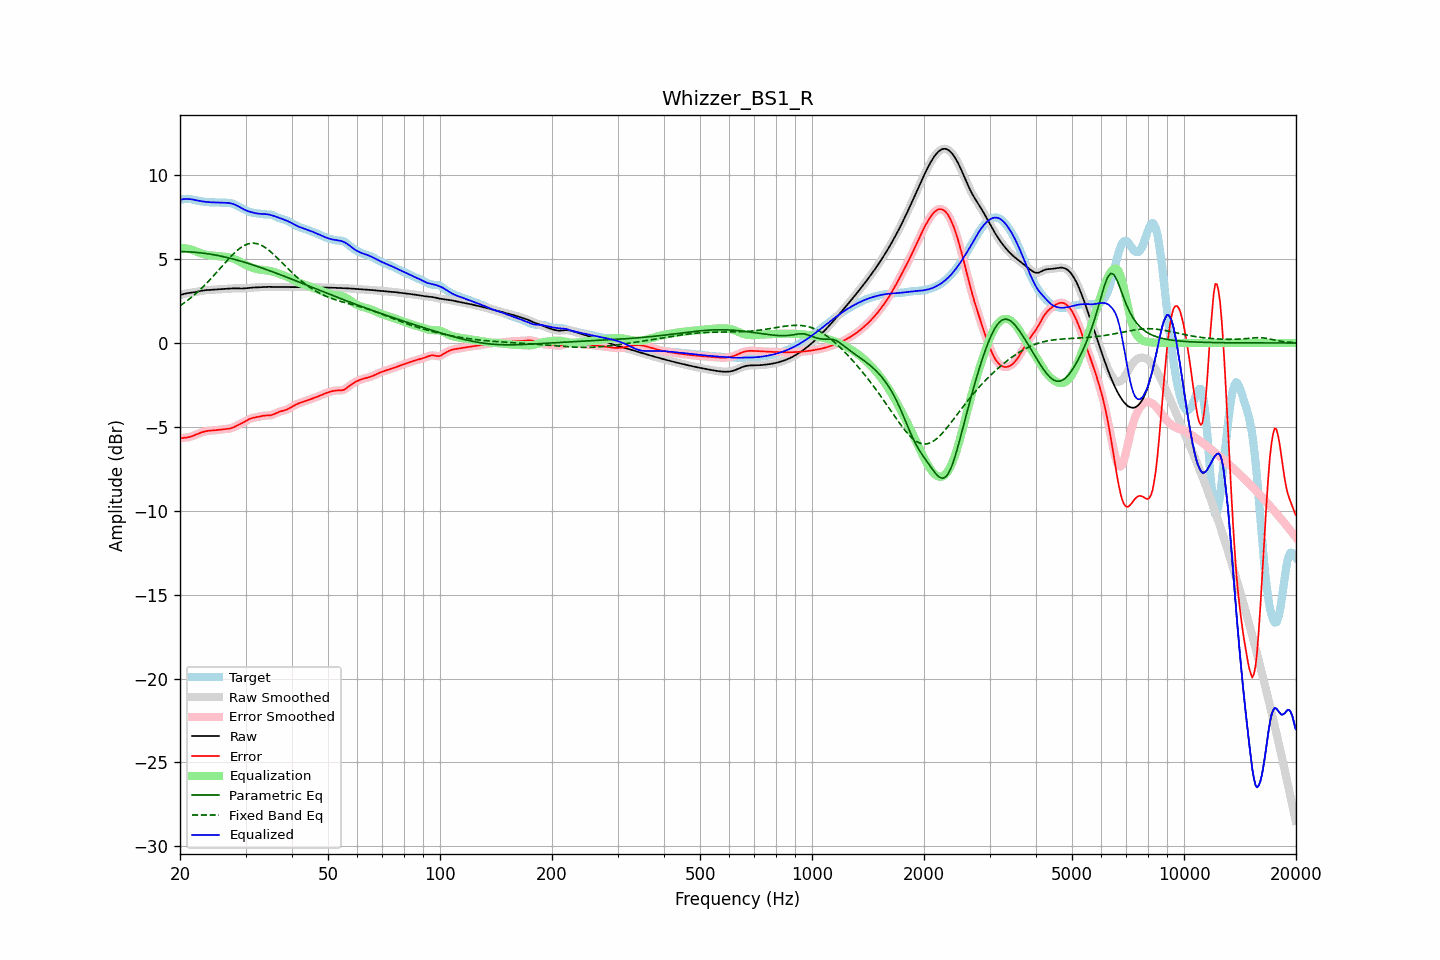 Whizzer_BS1_R
Amplitude (dBr)
10
5
0
−5
−10
−15
−20
−25
−30
Target
Raw Smoothed
Error Smoothed
Raw
Error
Equalization
Parametric Eq
Fixed Band Eq
Equalized
20 50 100 200 500 1000 2000 5000 10000 20000
Frequency (Hz)